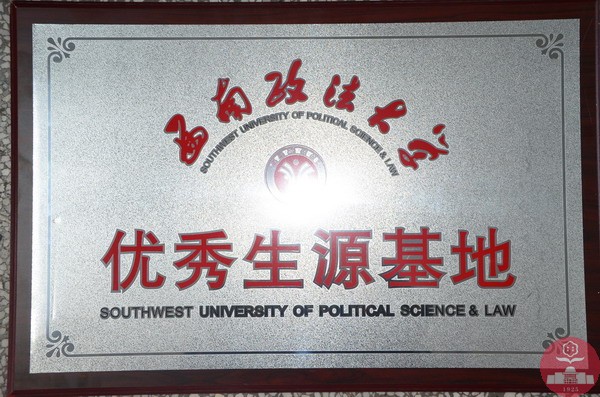 西南政法大学
SOUTHWEST UNIVERSITY OF POLITICAL SCIENCE & LAW
优秀生源基地
SOUTHWEST UNIVERSITY OF POLITICAL SCIENCE & LAW